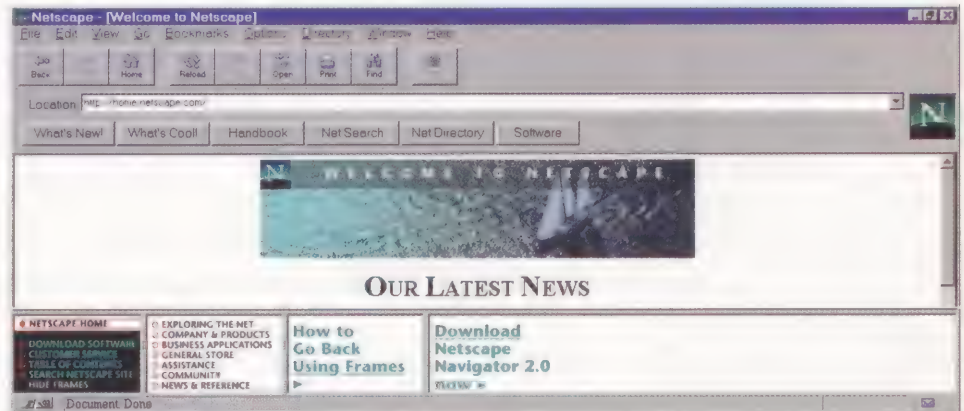 Netscape - [Welcome to Netscape]
File Edit View Go Bookmarks Options Directory Window Help
Back Home Reload Open Print Find
Location: http://home.netscape.com/
N
What's New! What's Cool! Handbook Net Search Net Directory Software
N WELCOME TO NETSCAPE
OUR LATEST NEWS
NETSCAPE HOME
DOWNLOAD SOFTWARE
CUSTOMER SERVICE
TABLE OF CONTENTS
SEARCH NETSCAPE SITE
HIDE FRAMES
EXPLORING THE NET
COMPANY & PRODUCTS
BUSINESS APPLICATIONS
GENERAL STORE
ASSISTANCE
COMMUNITY
NEWS & REFERENCE
How to
Go Back
Using Frames
Download
Netscape
Navigator 2.0
now
Document: Done